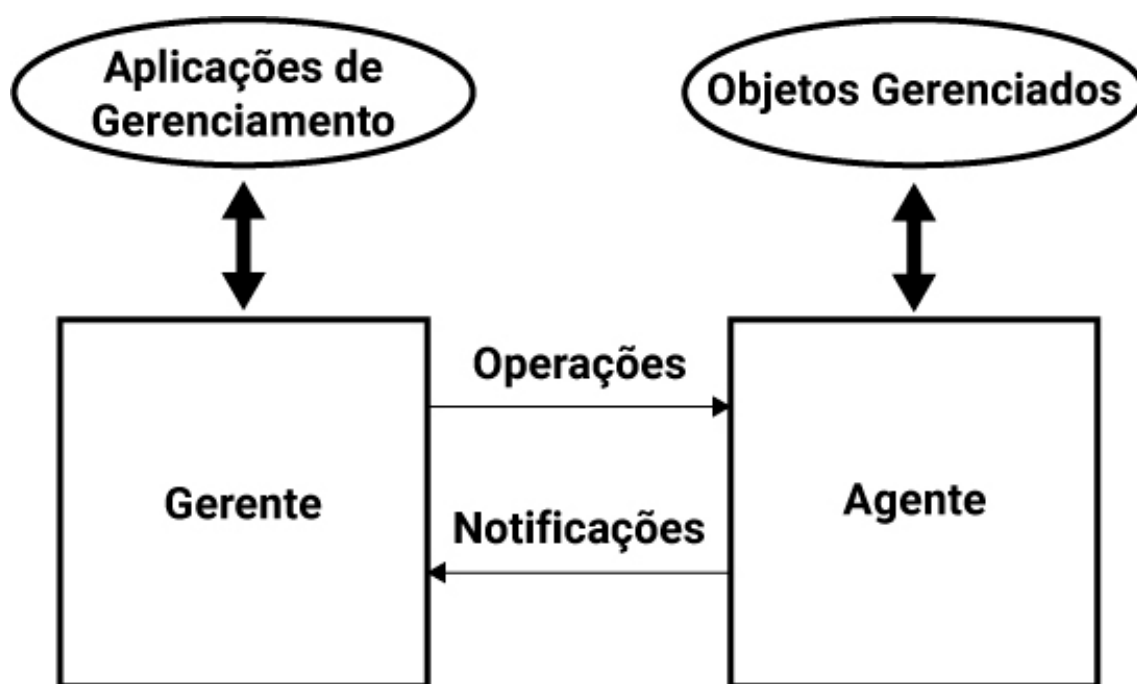 Aplicações de
Gerenciamento
Objetos Gerenciados
Operações
Gerente
Agente
Notificações